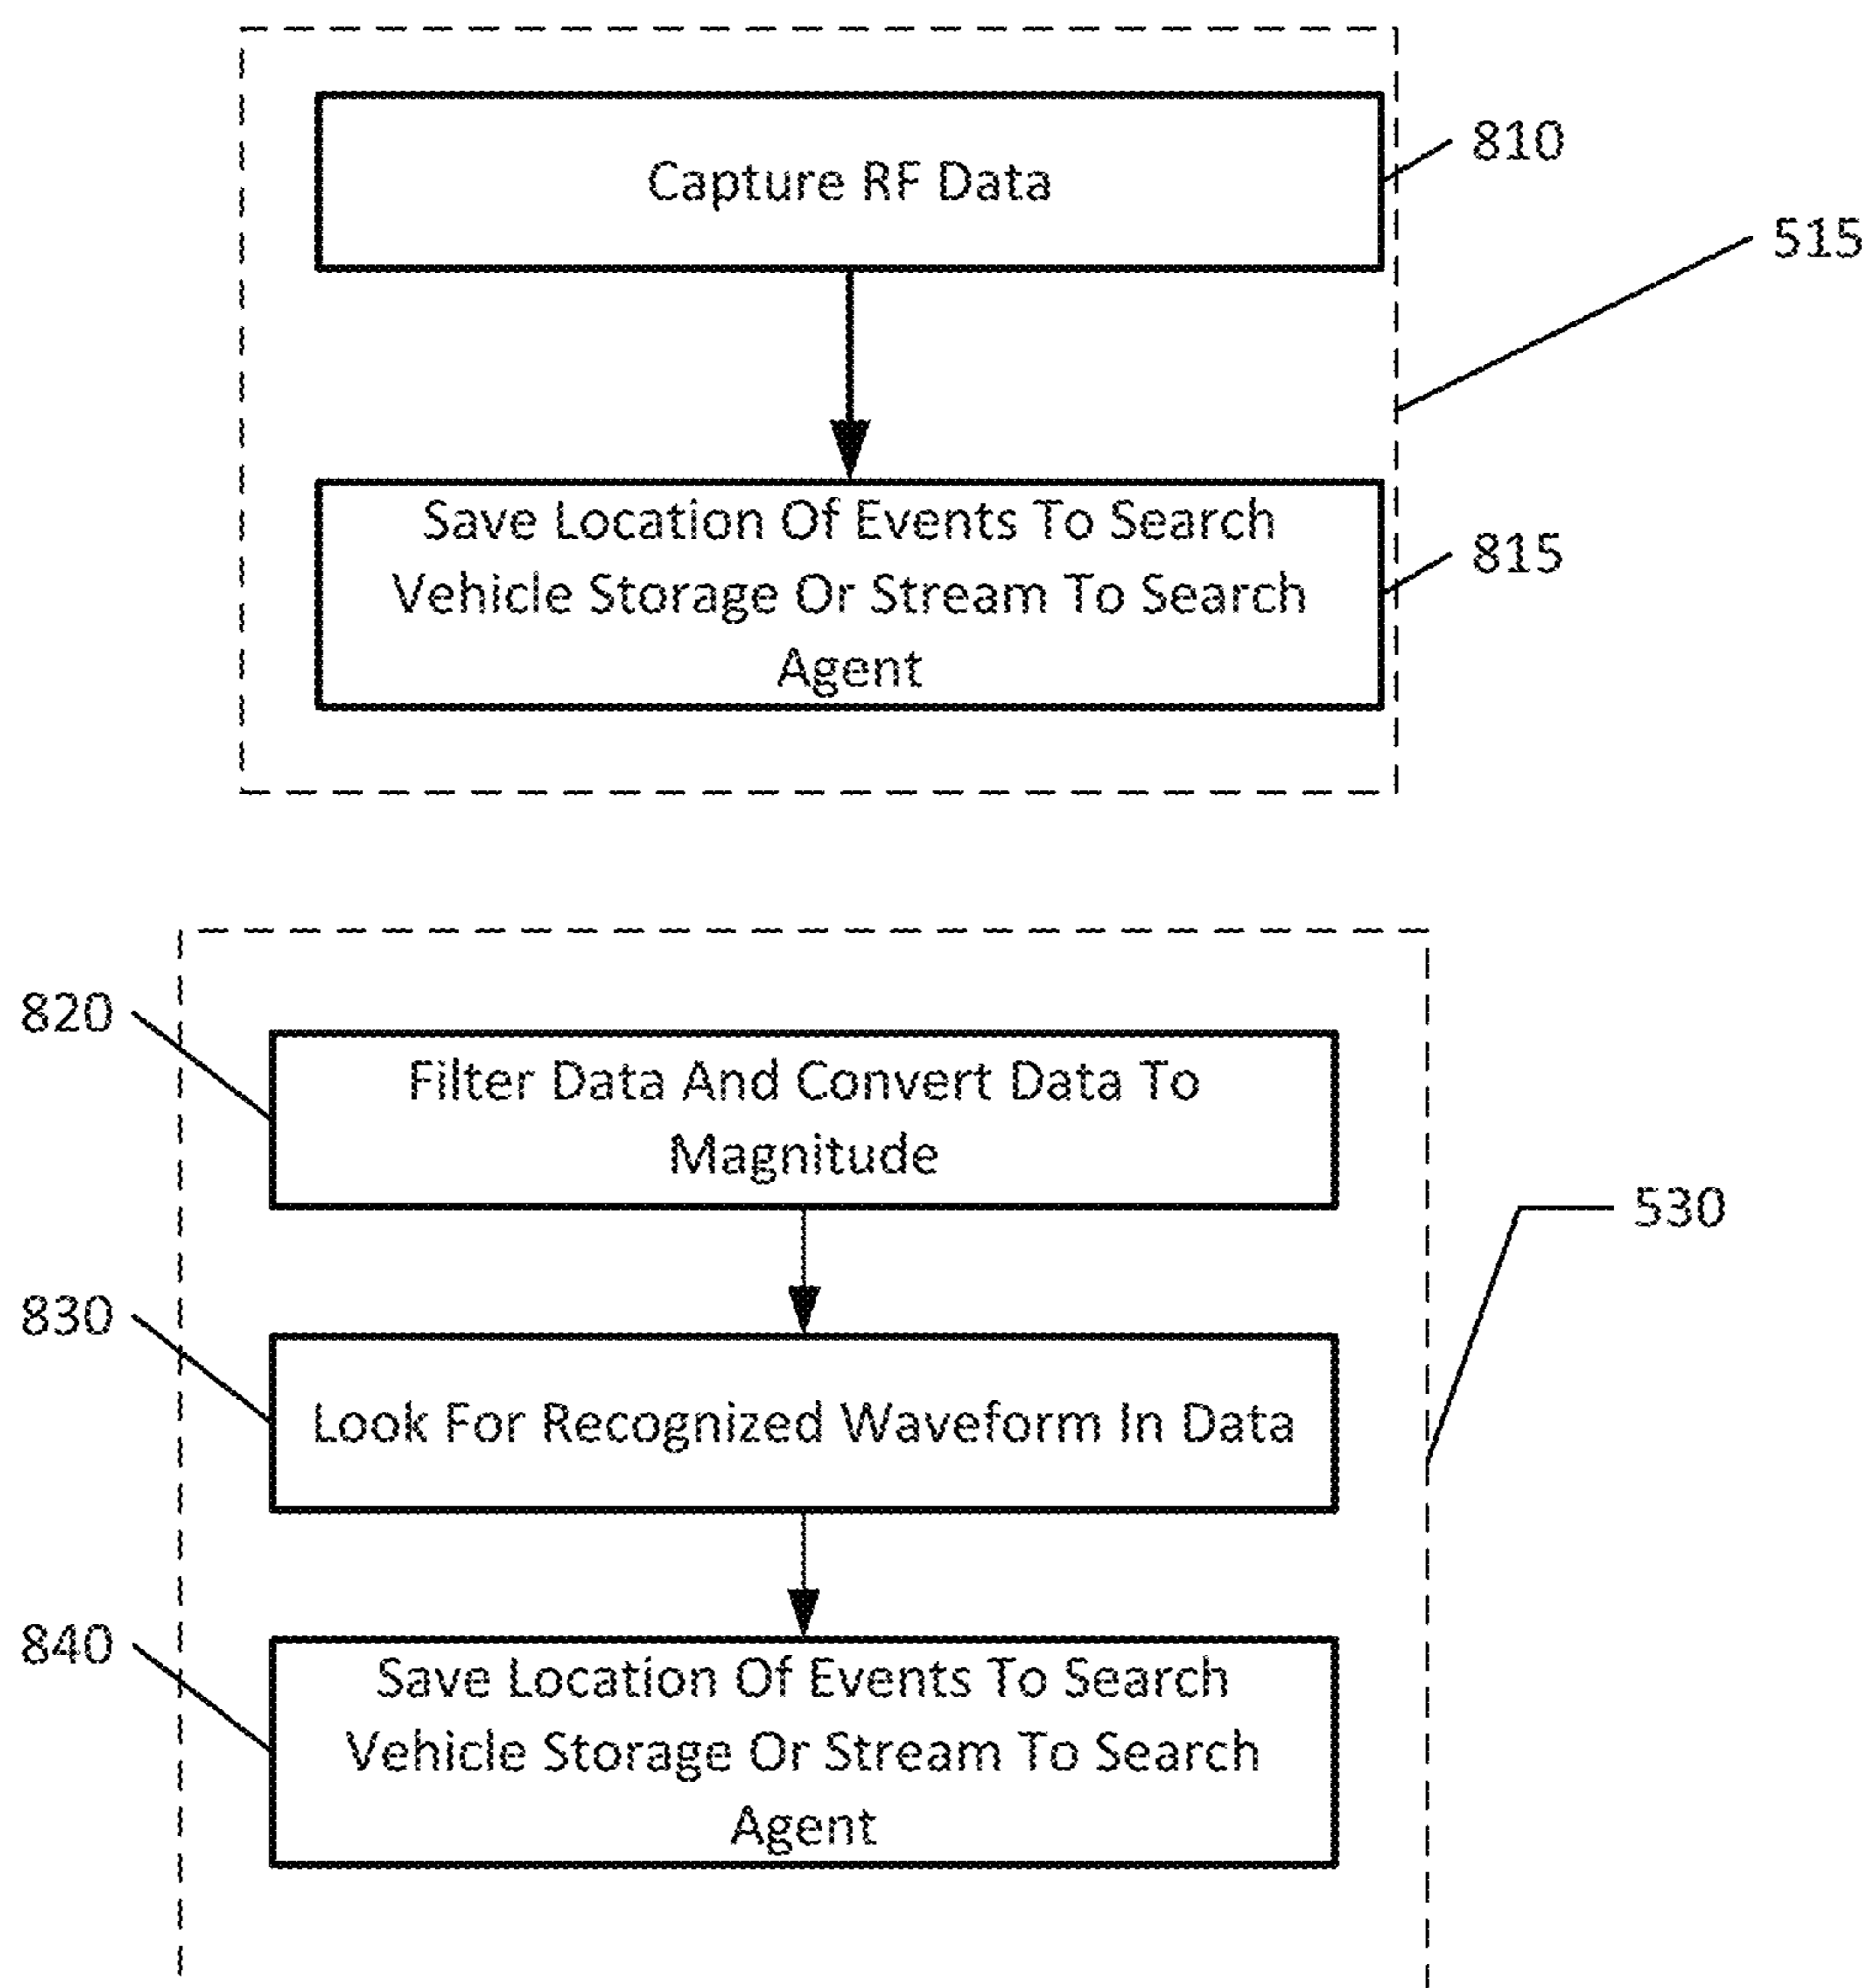 Capture RF Data
810
515
Save Location Of Events To Search
Vehicle Storage Or Stream To Search
Agent
815
820
Filter Data And Convert Data To
Magnitude
530
830
Look For Recognized Waveform In Data
840
Save Location Of Events To Search
Vehicle Storage Or Stream To Search
Agent